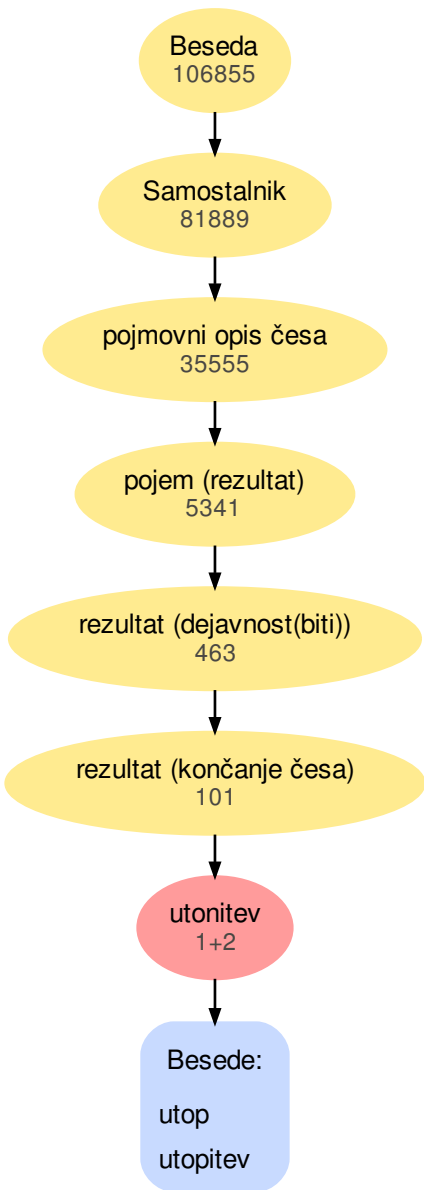 Beseda
106855
Samostalnik
81889
pojmovni opis česa
35555
pojem (rezultat)
5341
rezultat (dejavnost(biti))
463
rezultat (končanje česa)
101
utonitev
1+2
Besede:
utop
utopitev